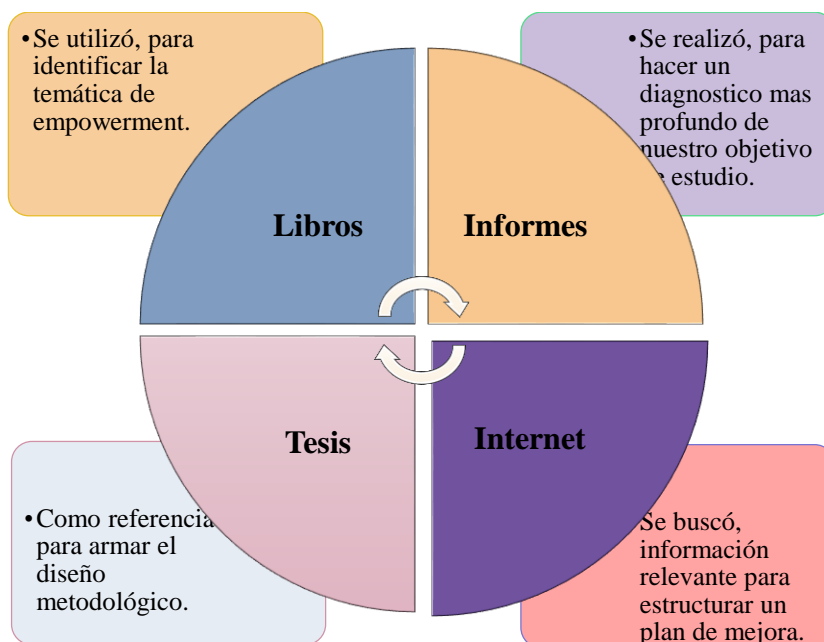 •Se utilizó, para
identificar la
temática de
empowerment.
•Se realizó, para
hacer un
diagnostico mas
profundo de
nuestro objetivo
estudio.
Libros
Informes
Tesis
Internet
•Como referencia
para armar el
diseño
metodológico.
Se buscó,
información
relevante para
estructurar un
plan de mejora.